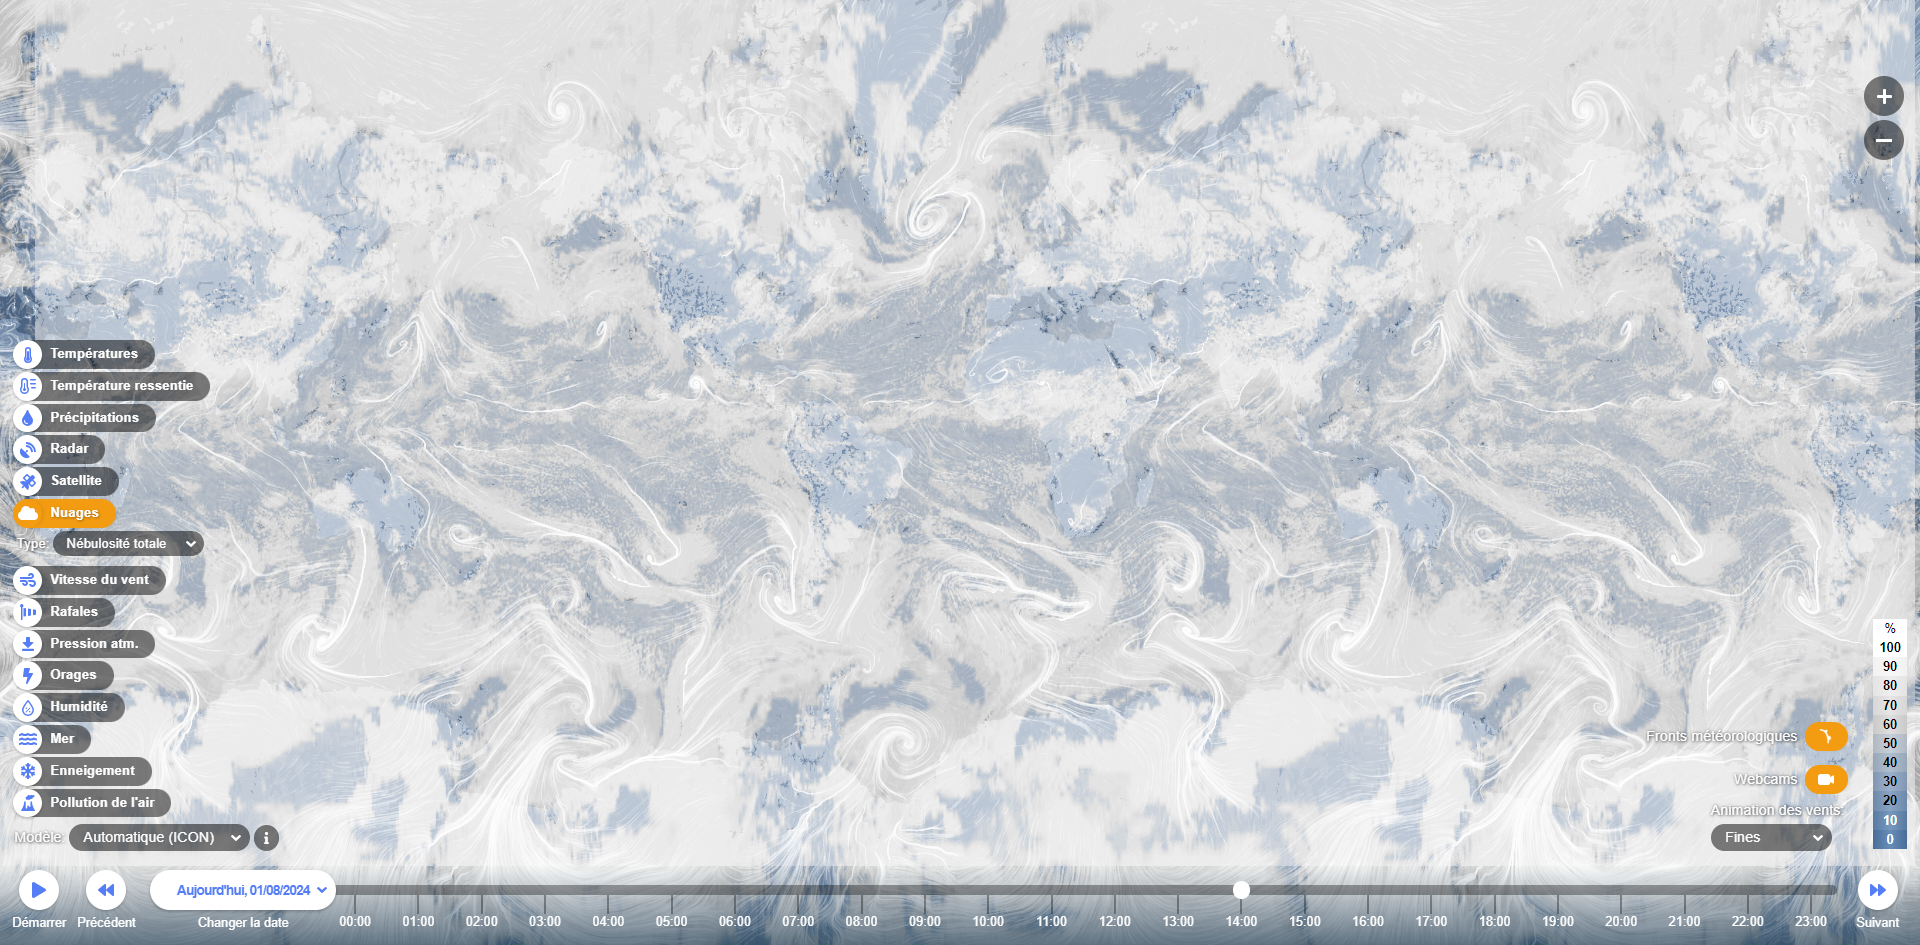 Températures
Température ressentie
Précipitations
Radar
Satellite
Nuages
Type: Nébulosité totale
Vitesse du vent
Rafales
Pression atm.
Orages
Humidité
Mer
Enneigement
Pollution de l'air
Modèle: Automatique (ICON) i
%
100
90
80
70
60
50
40
30
20
10
0
Fronts météorologiques
Webcams
Animation des vents:
Fines
Démarrer
Précédent
Aujourd'hui, 01/08/2024
Changer la date
00:00 01:00 02:00 03:00 04:00 05:00 06:00 07:00 08:00 09:00 10:00 11:00 12:00 13:00 14:00 15:00 16:00 17:00 18:00 19:00 20:00 21:00 22:00 23:00
Suivant